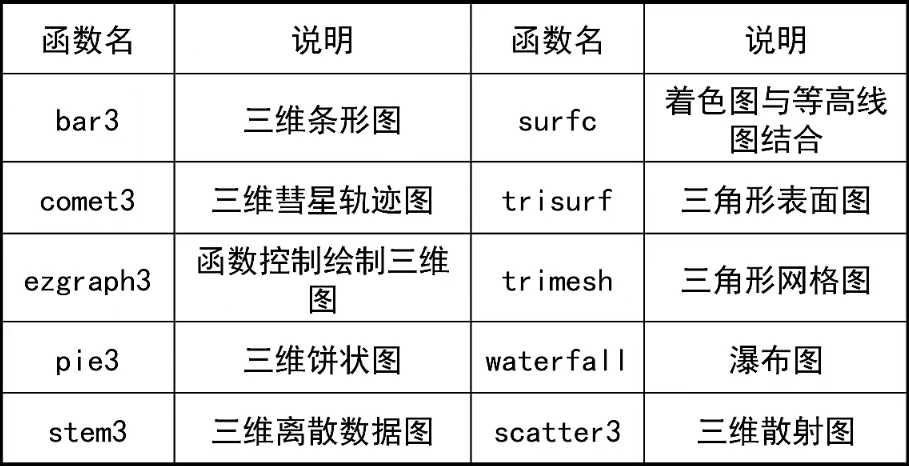 函数名 说明 函数名 说明
bar3 三维条形图 surfc 着色图与等高线
图结合
comet3 三维彗星轨迹图 trisurf 三角形表面图
ezgraph3 函数控制绘制三维
图 trimesh 三角形网格图
pie3 三维饼状图 waterfall 瀑布图
stem3 三维离散数据图 scatter3 三维散射图